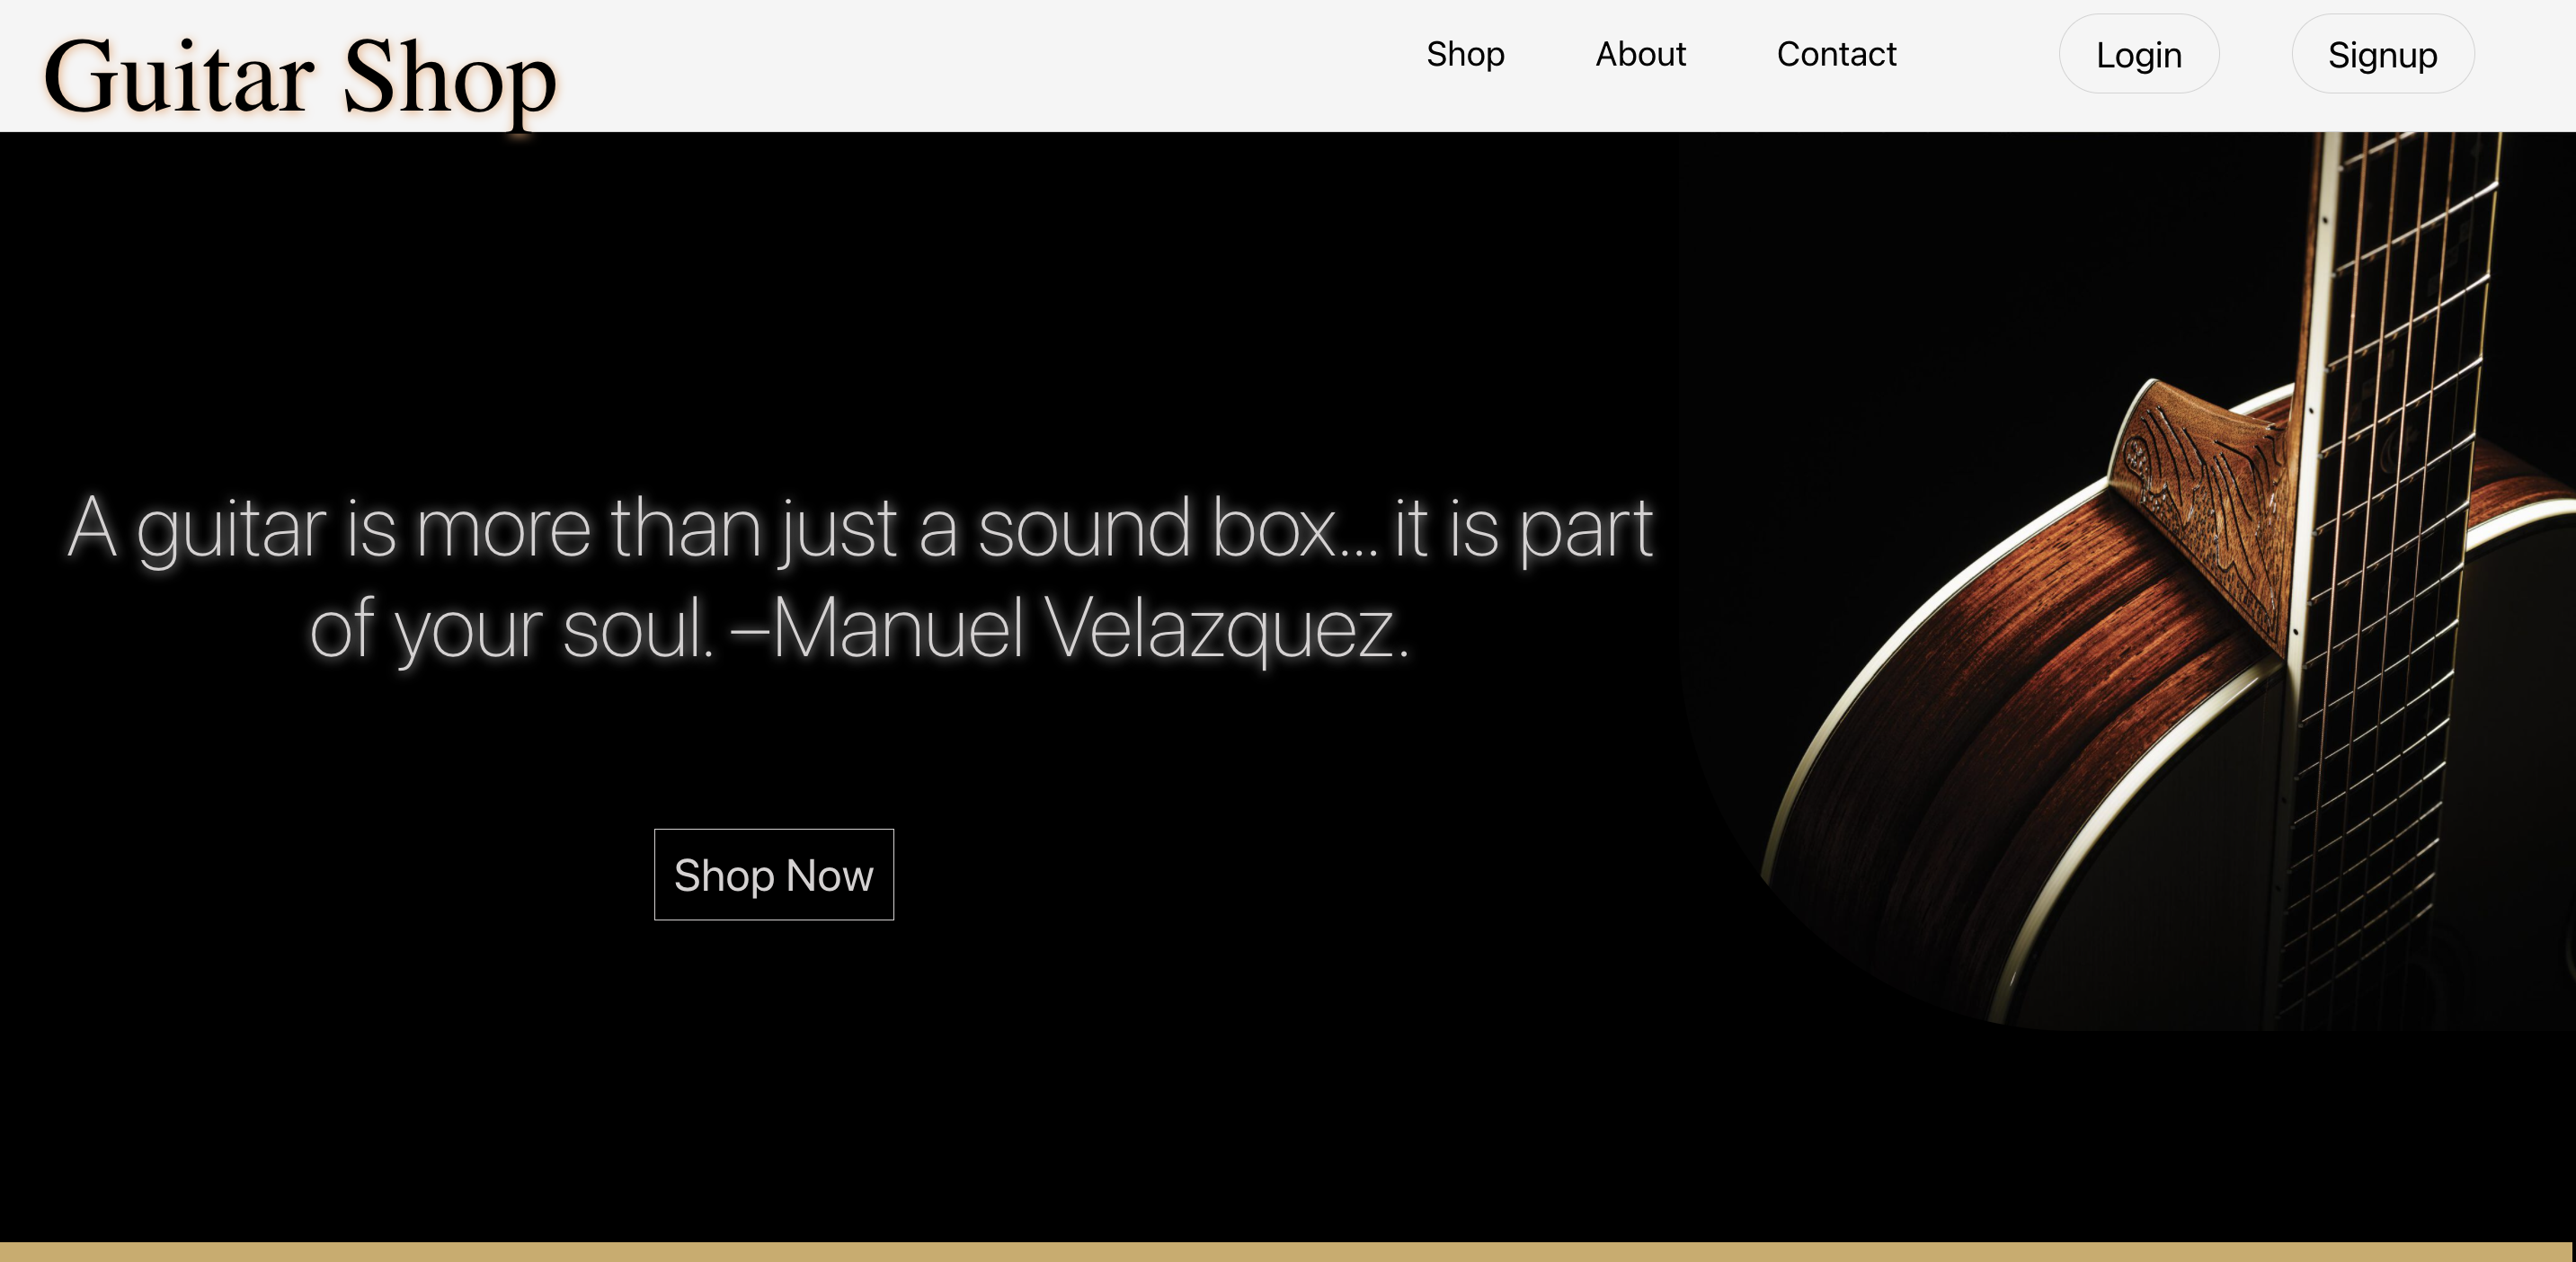 Guitar Shop
Shop About Contact Login Signup
A guitar is more than just a sound box... it is part
of your soul. –Manuel Velazquez.
Shop Now